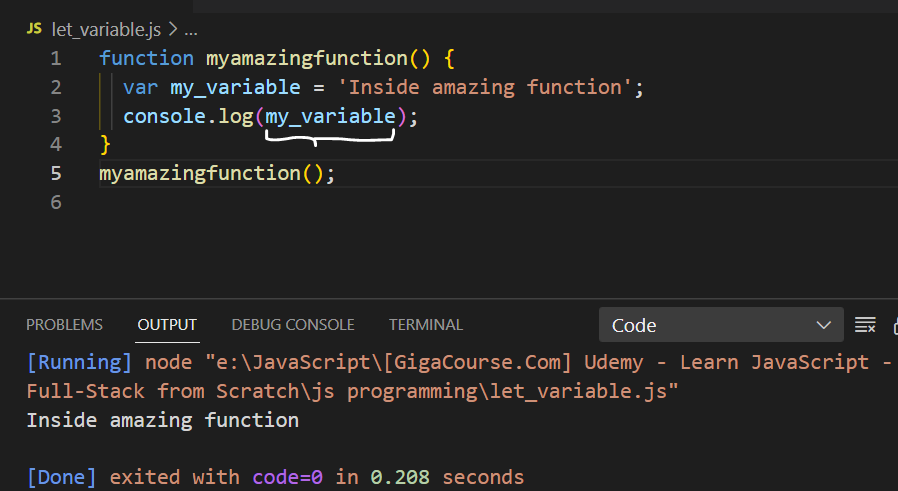 JS let_variable.js > ...
1 function myamazingfunction() {
2 var my_variable = 'Inside amazing function';
3 console.log(my_variable);
4 }
5 myamazingfunction();
6
PROBLEMS OUTPUT DEBUG CONSOLE TERMINAL Code
[Running] node "e:\JavaScript\[GigaCourse.Com] Udemy - Learn JavaScript -
Full-Stack from Scratch\js programming\let_variable.js"
Inside amazing function
[Done] exited with code=0 in 0.208 seconds